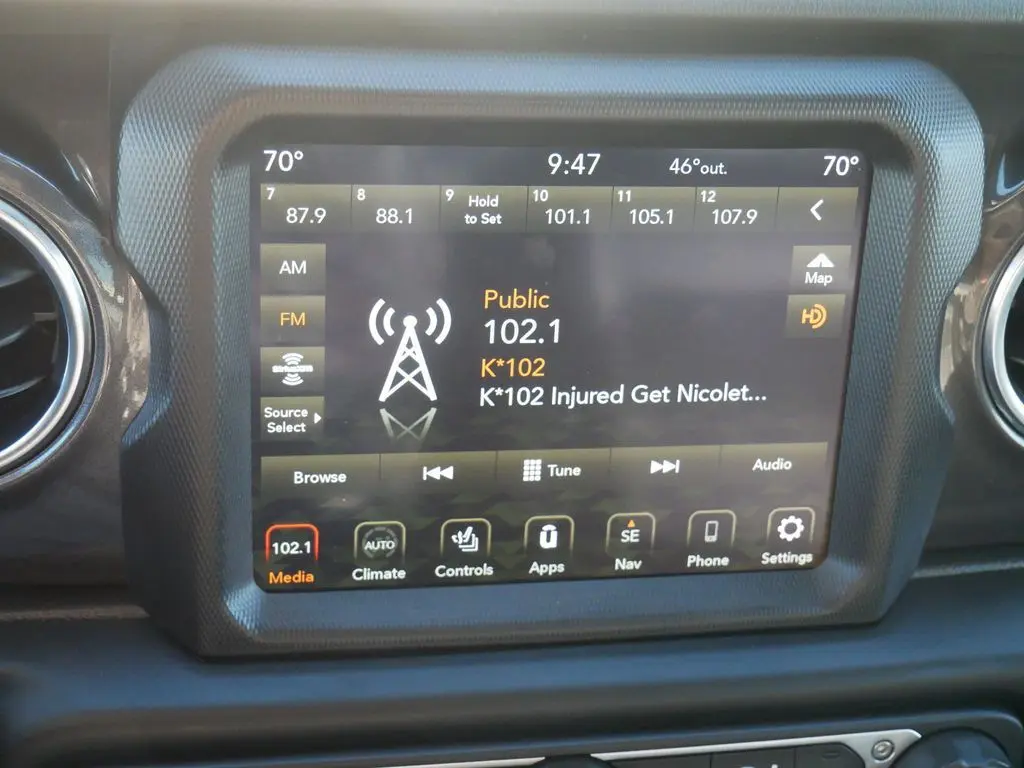 70° 9:47 46°out. 70°
7 8 9 10 11 12
87.9 88.1 Hold to Set 101.1 105.1 107.9
AM
FM
SiriusXM
Source
Select
Map
HD
Public
102.1
K*102
K*102 Injured Get Nicolet...
Browse Tune Audio
102.1 AUTO SE
Media Climate Controls Apps Nav Phone Settings